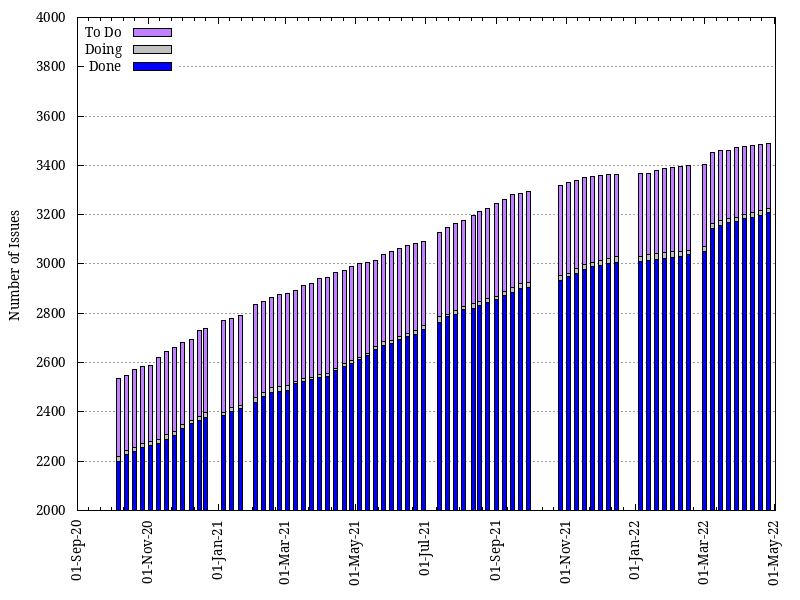 4000
3800
3600
3400
3200
3000
2800
2600
2400
2200
2000
Number of Issues
To Do
Doing
Done
01-Sep-20
01-Nov-20
01-Jan-21
01-Mar-21
01-May-21
01-Jul-21
01-Sep-21
01-Nov-21
01-Jan-22
01-Mar-22
01-May-22